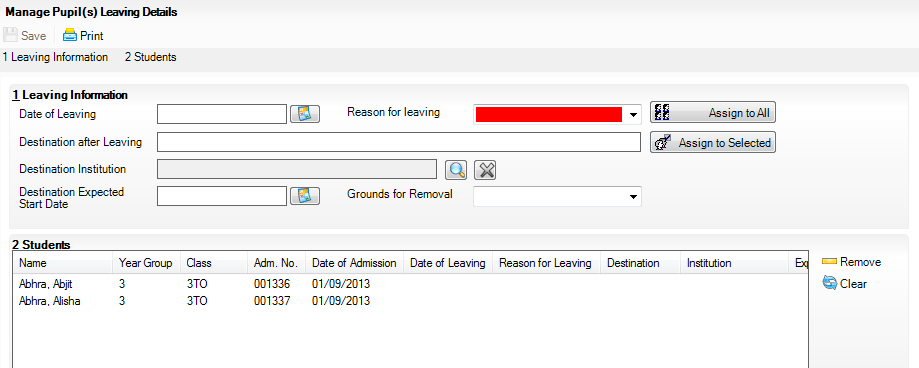 Manage Pupil(s) Leaving Details
Save Print
1 Leaving Information 2 Students
1 Leaving Information
Date of Leaving Reason for leaving Assign to All
Destination after Leaving Assign to Selected
Destination Institution
Destination Expected Start Date Grounds for Removal
2 Students
Name Year Group Class Adm. No. Date of Admission Date of Leaving Reason for Leaving Destination Institution Exp Remove
Abhra, Abjit 3 3TO 001336 01/09/2013 Clear
Abhra, Alisha 3 3TO 001337 01/09/2013